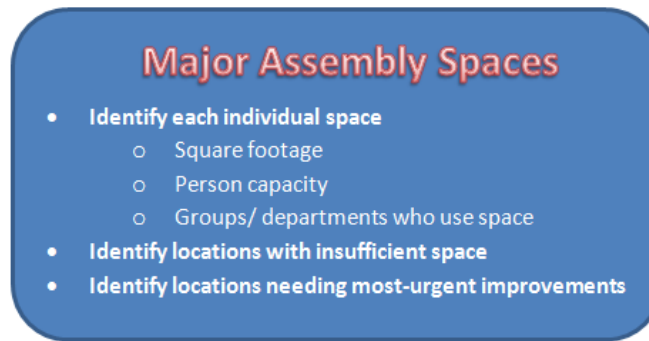 Major Assembly Spaces
• Identify each individual space
o Square footage
o Person capacity
o Groups/ departments who use space
• Identify locations with insufficient space
• Identify locations needing most-urgent improvements